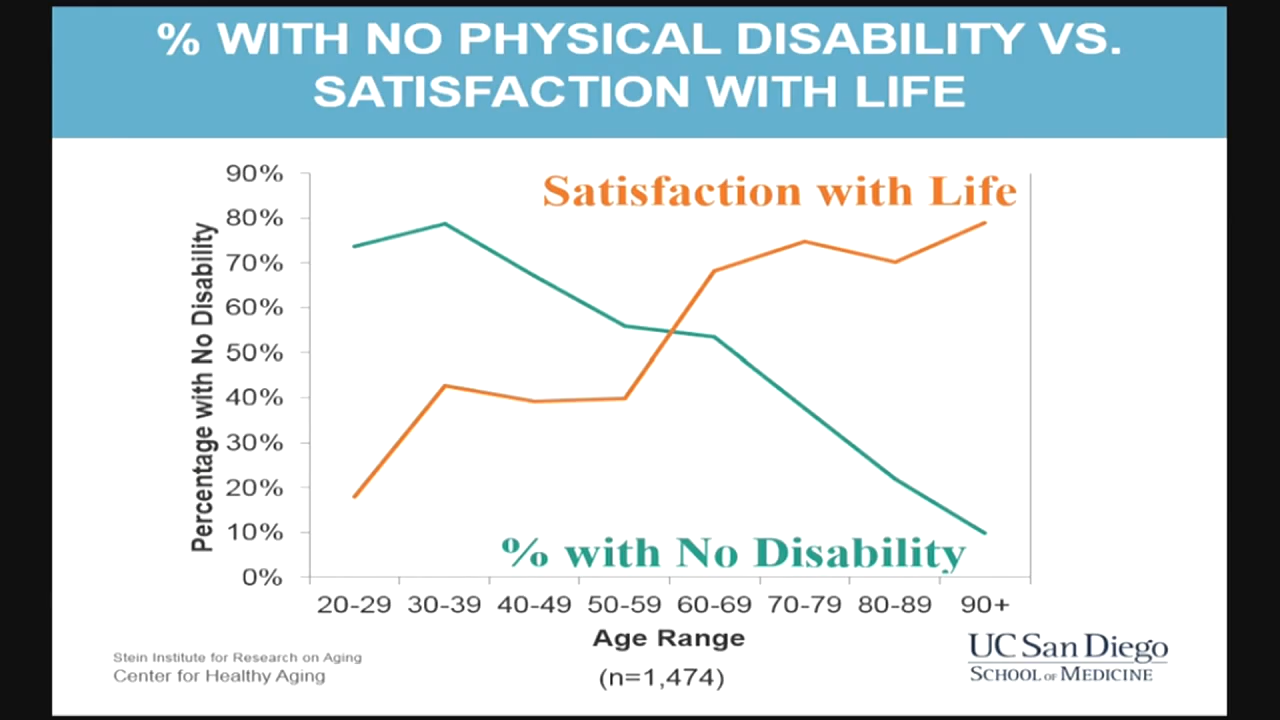 % WITH NO PHYSICAL DISABILITY VS.
SATISFACTION WITH LIFE
Satisfaction with Life
Percentage with No Disability
90%
80%
70%
60%
50%
40%
30%
20%
10%
0%
% with No Disability
20-29 30-39 40-49 50-59 60-69 70-79 80-89 90+
Age Range
(n=1,474)
Stein Institute for Research on Aging
Center for Healthy Aging
UC San Diego
SCHOOL OF MEDICINE